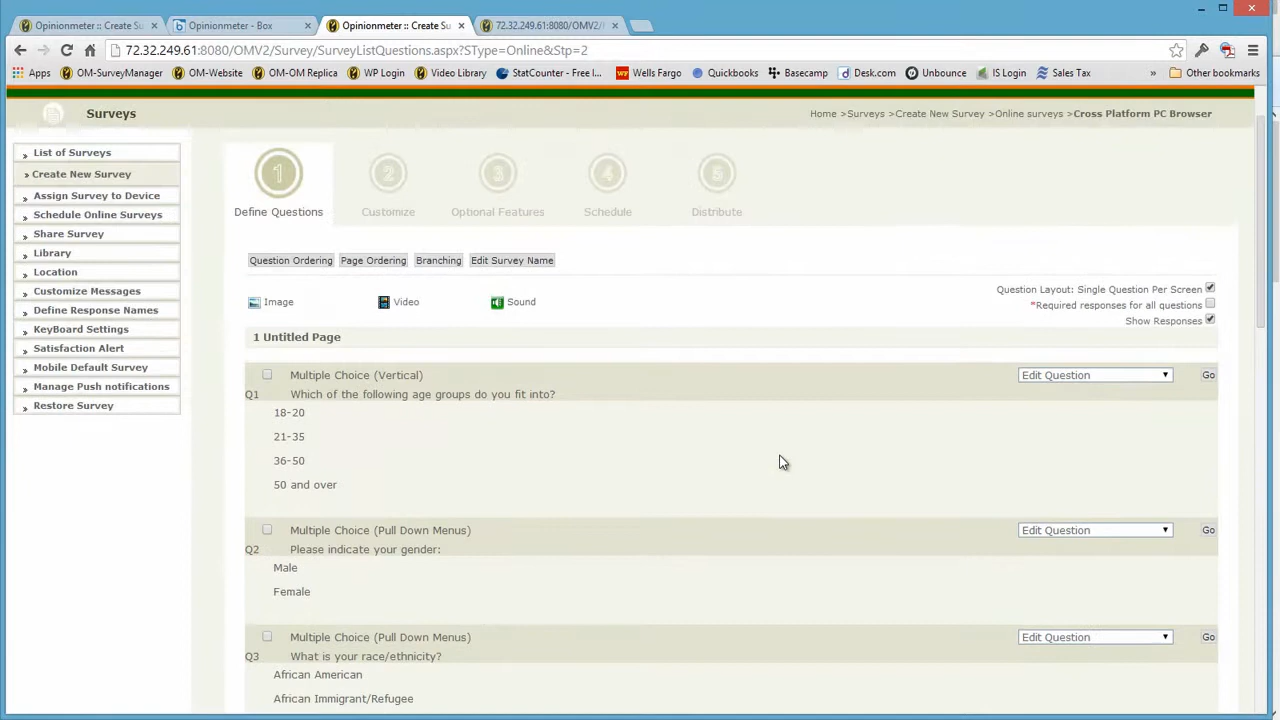 Opinionmeter :: Create Su
Opinionmeter - Box
Opinionmeter :: Create Su
72.32.249.61:8080/OMV2/
72.32.249.61:8080/OMV2/Survey/SurveyListQuestions.aspx?SType=Online&Stp=2
Apps OM-SurveyManager OM-Website OM-OM Replica WP Login Video Library StatCounter - Free I... Wells Fargo Quickbooks Basecamp Desk.com Unbounce IS Login Sales Tax » Other bookmarks
Surveys
Home >Surveys >Create New Survey >Online surveys >Cross Platform PC Browser
List of Surveys
Create New Survey
Assign Survey to Device
Schedule Online Surveys
Share Survey
Library
Location
Customize Messages
Define Response Names
KeyBoard Settings
Satisfaction Alert
Mobile Default Survey
Manage Push notifications
Restore Survey
1 2 3 4 5
Define Questions Customize Optional Features Schedule Distribute
Question Ordering Page Ordering Branching Edit Survey Name
Image Video Sound
Question Layout: Single Question Per Screen
*Required responses for all questions
Show Responses
1 Untitled Page
Multiple Choice (Vertical) Edit Question Go
Q1 Which of the following age groups do you fit into?
18-20
21-35
36-50
50 and over
Multiple Choice (Pull Down Menus) Edit Question Go
Q2 Please indicate your gender:
Male
Female
Multiple Choice (Pull Down Menus) Edit Question Go
Q3 What is your race/ethnicity?
African American
African Immigrant/Refugee